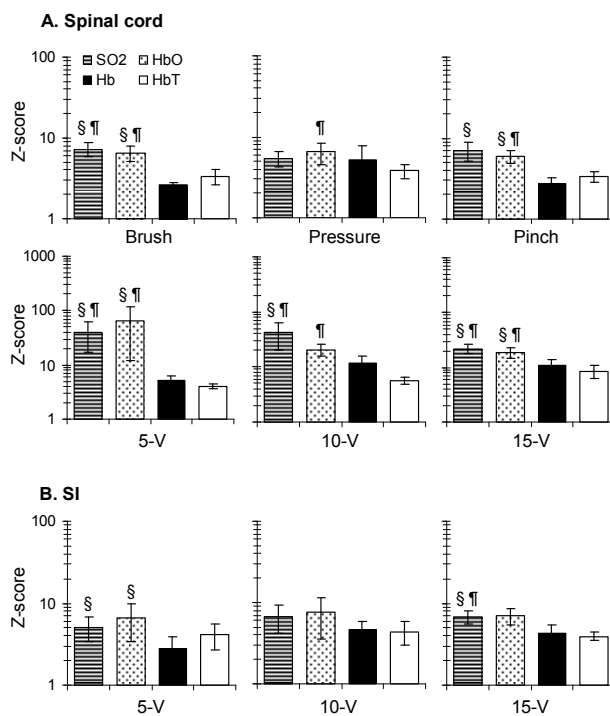 A. Spinal cord
100
SO2 HbO
Hb HbT
§ ¶ § ¶ ¶ § § ¶
10
Z-score
1
Brush Pressure Pinch
1000
§ ¶ § ¶ § ¶ ¶ § ¶ § ¶
100
Z-score
10
1
5-V 10-V 15-V
B. SI
100
Z-score
10
§ § § ¶
1
5-V 10-V 15-V